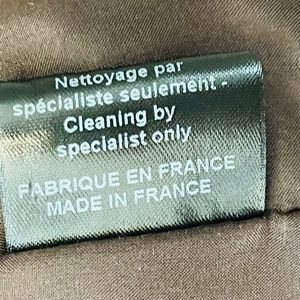 Nettoyage par
spécialiste seulement -
Cleaning by
specialist only
FABRIQUE EN FRANCE
MADE IN FRANCE